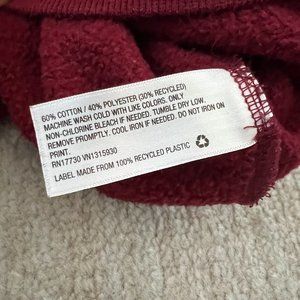 60% COTTON / 40% POLYESTER (30% RECYCLED)
MACHINE WASH COLD WITH LIKE COLORS. ONLY
NON-CHLORINE BLEACH IF NEEDED. TUMBLE DRY LOW.
REMOVE PROMPTLY. COOL IRON IF NEEDED. DO NOT IRON ON
PRINT.
RN17730 VN1315930
LABEL MADE FROM 100% RECYCLED PLASTIC